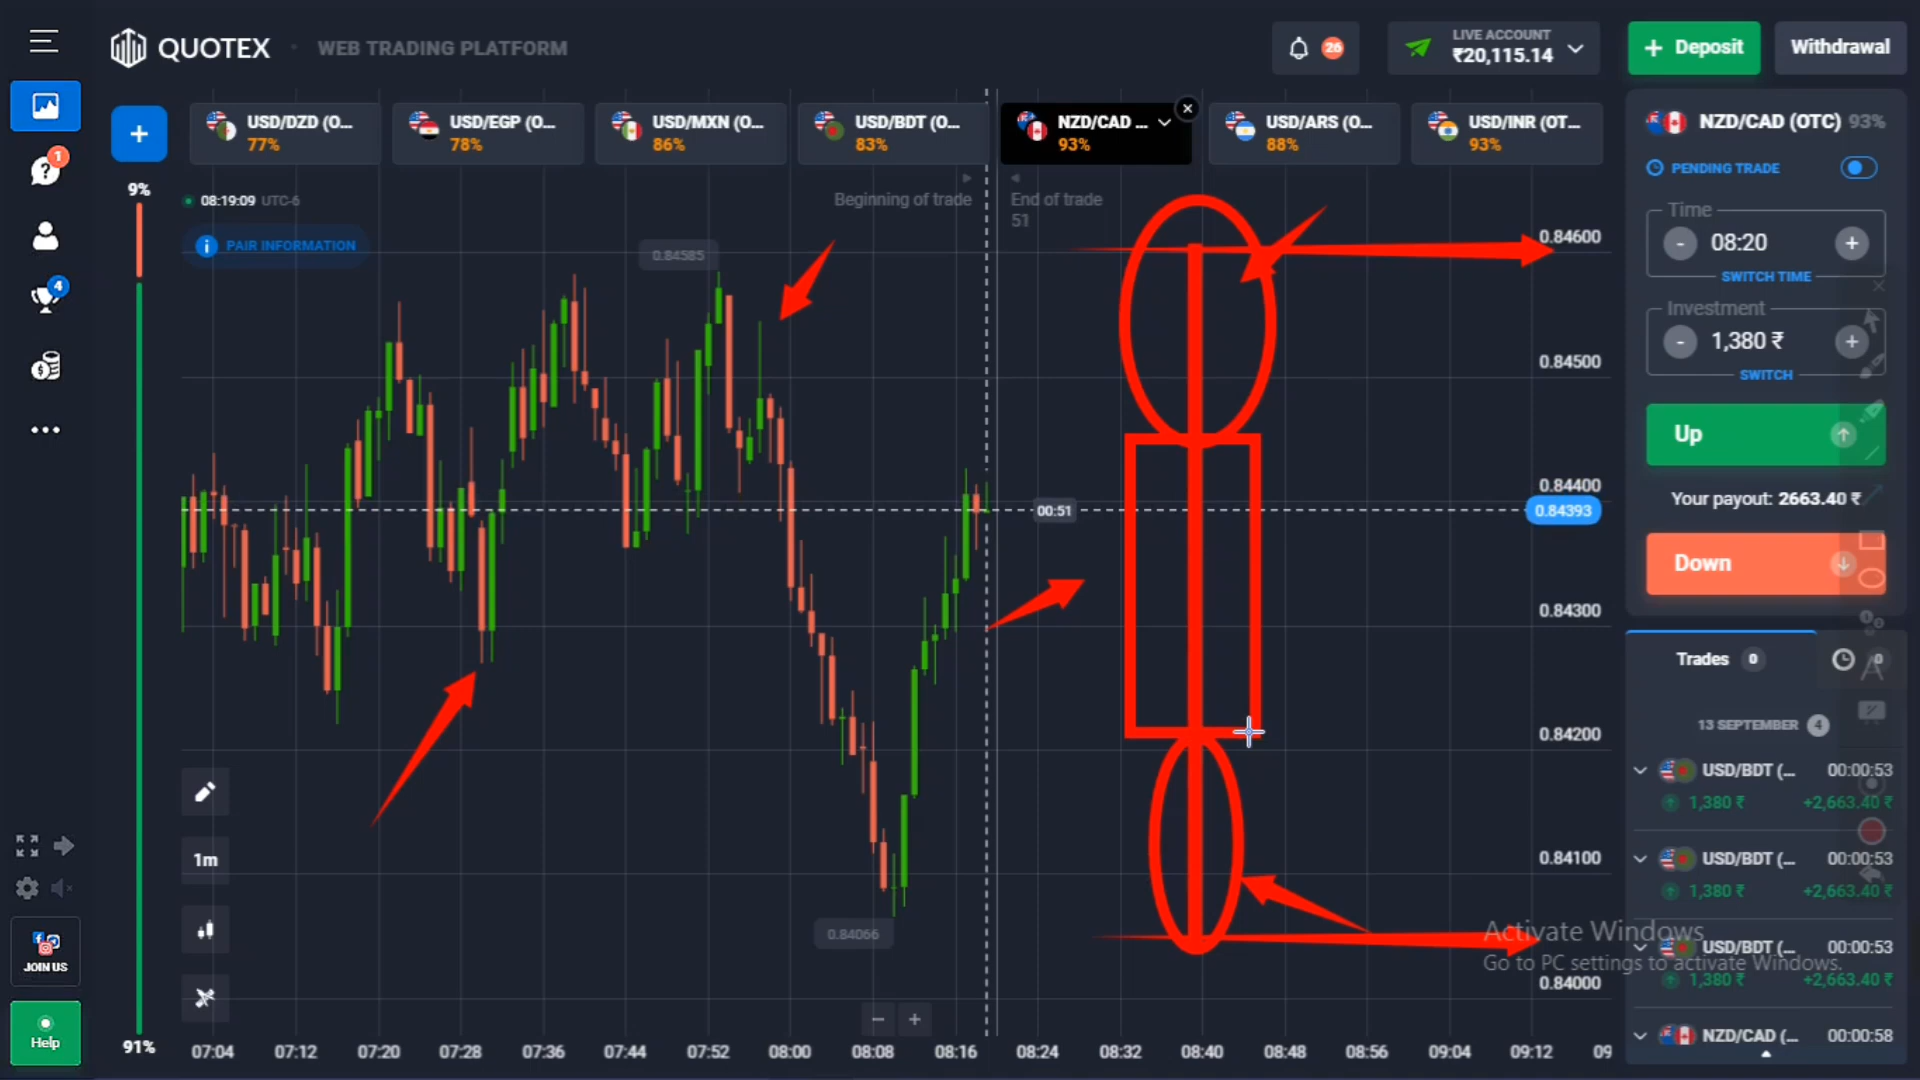 QUOTEX
WEB TRADING PLATFORM
26
LIVE ACCOUNT
₹20,115.14
+ Deposit
Withdrawal
+
USD/DZD (O...
77%
USD/EGP (O...
78%
USD/MXN (O...
86%
USD/BDT (O...
83%
NZD/CAD ...
93%
USD/ARS (O...
88%
USD/INR (OT...
93%
NZD/CAD (OTC) 93%
PENDING TRADE
1
4
9%
91%
08:19:09 UTC-6
PAIR INFORMATION
Beginning of trade
End of trade
51
0.84585
0.84066
00:51
0.84600
0.84500
0.84400
0.84393
0.84300
0.84200
0.84100
0.84000
Time
- 08:20 +
SWITCH TIME
Investment
- 1,380 ₹ +
SWITCH
Up
Your payout: 2663.40 ₹
Down
Trades 0
0
13 SEPTEMBER 4
USD/BDT (... 00:00:53
1,380 ₹ +2,663.40 ₹
USD/BDT (... 00:00:53
1,380 ₹ +2,663.40 ₹
USD/BDT (... 00:00:53
1,380 ₹ +2,663.40 ₹
NZD/CAD (... 00:00:58
Activate Windows
Go to PC settings to activate Windows.
1m
JOIN US
Help
− +
07:04 07:12 07:20 07:28 07:36 07:44 07:52 08:00 08:08 08:16 08:24 08:32 08:40 08:48 08:56 09:04 09:12 09